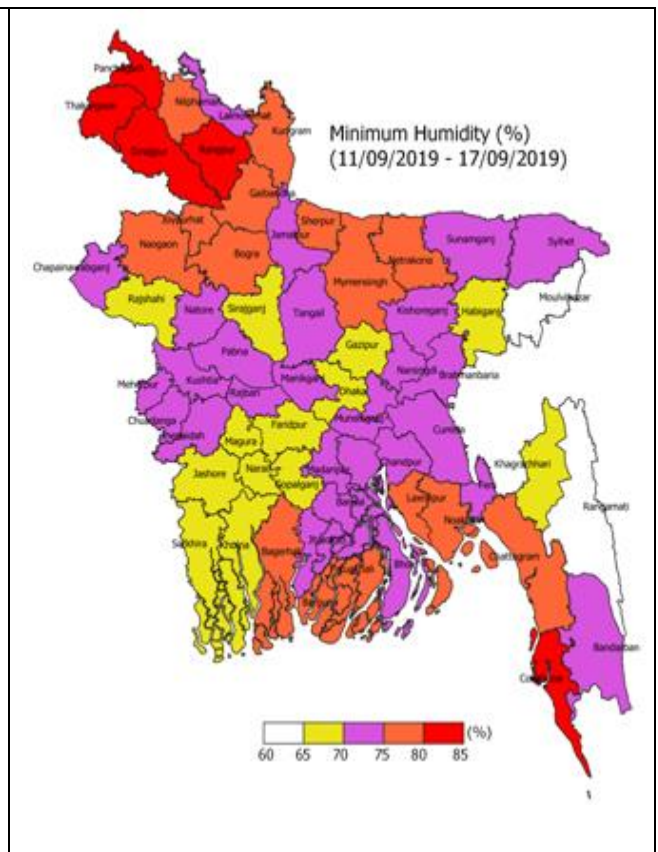 Minimum Humidity (%)
(11/09/2019 - 17/09/2019)
Nilphamari
Kurigram
Gaibandha
Joypurhat
Sherpur
Naogaon
Bogra
Jamalpur
Netrakona
Sunamganj
Sylhet
Chapainawabganj
Mymensingh
Moulvibazar
Rajshahi
Natore
Sirajganj
Tangail
Kishoreganj
Habiganj
Gazipur
Pabna
Narsingdi
Meherpur
Kushtia
Manikganj
Dhaka
Brahmanbaria
Rajbari
Chuadanga
Munshiganj
Faridpur
Magura
Cumilla
Khagrachhari
Jashore
Narail
Madaripur
Chandpur
Gopalganj
Feni
Rangamati
Satkhira
Khulna
Bagerhat
Chattogram
Bandarban
(%)
60 65 70 75 80 85